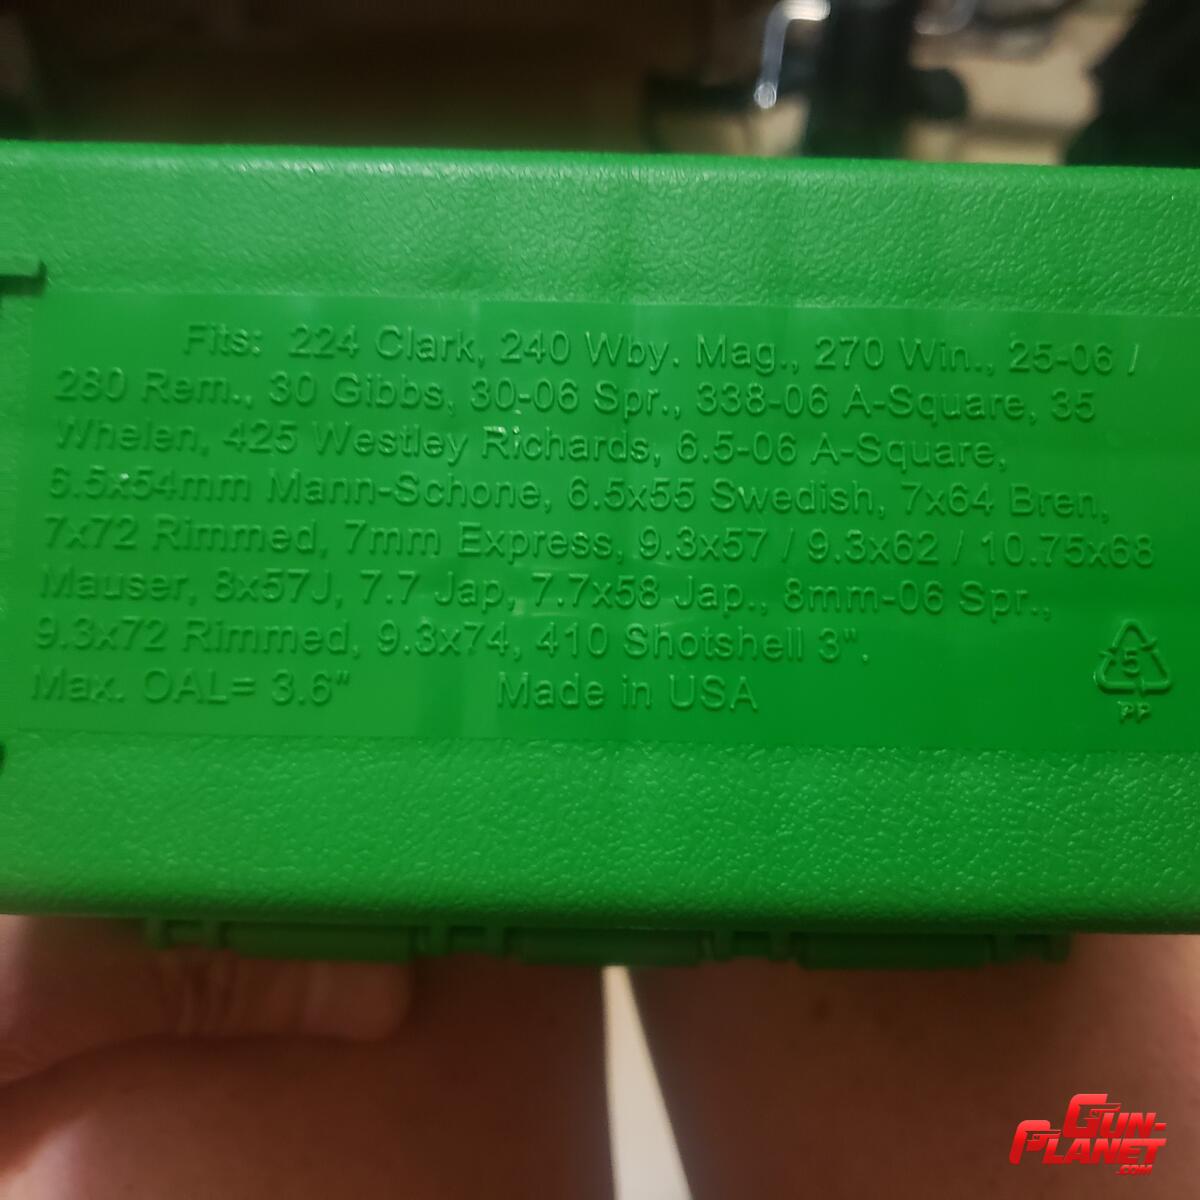 Fits: 224 Clark, 240 Wby. Mag., 270 Win., 25-06 /
280 Rem., 30 Gibbs, 30-06 Spr., 338-06 A-Square, 35
Whelen, 425 Westley Richards, 6.5-06 A-Square,
6.5x54mm Mann-Schone, 6.5x55 Swedish, 7x64 Bren,
7x72 Rimmed, 7mm Express, 9.3x57 / 9.3x62 / 10.75x68
Mauser, 8x57J, 7.7 Jap, 7.7x58 Jap., 8mm-06 Spr.,
9.3x72 Rimmed, 9.3x74, 410 Shotshell 3".
Max. OAL= 3.6" Made in USA
5
PP
GUN-
PLANET
.COM